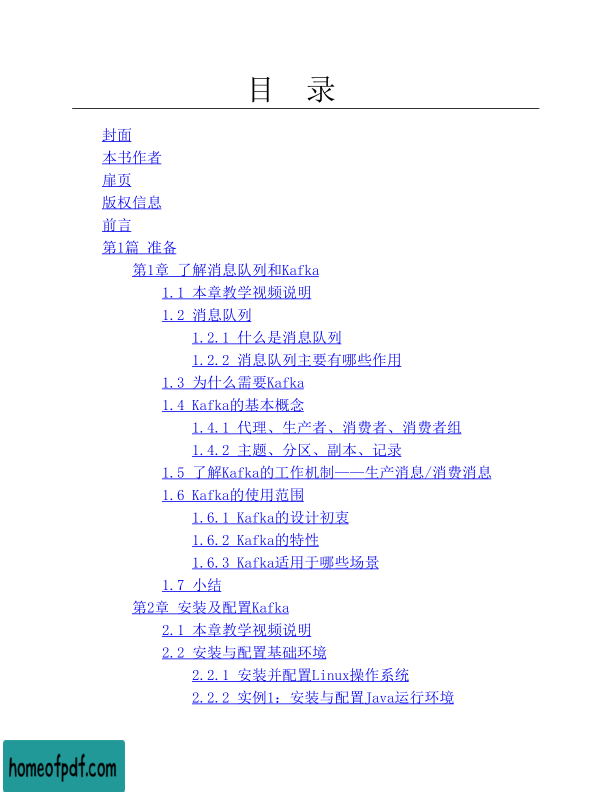 目 录
封面
本书作者
扉页
版权信息
前言
第1篇 准备
第1章 了解消息队列和Kafka
1.1 本章教学视频说明
1.2 消息队列
1.2.1 什么是消息队列
1.2.2 消息队列主要有哪些作用
1.3 为什么需要Kafka
1.4 Kafka的基本概念
1.4.1 代理、生产者、消费者、消费者组
1.4.2 主题、分区、副本、记录
1.5 了解Kafka的工作机制——生产消息/消费消息
1.6 Kafka的使用范围
1.6.1 Kafka的设计初衷
1.6.2 Kafka的特性
1.6.3 Kafka适用于哪些场景
1.7 小结
第2章 安装及配置Kafka
2.1 本章教学视频说明
2.2 安装与配置基础环境
2.2.1 安装并配置Linux操作系统
2.2.2 实例1：安装与配置Java运行环境
homeofpdf.com